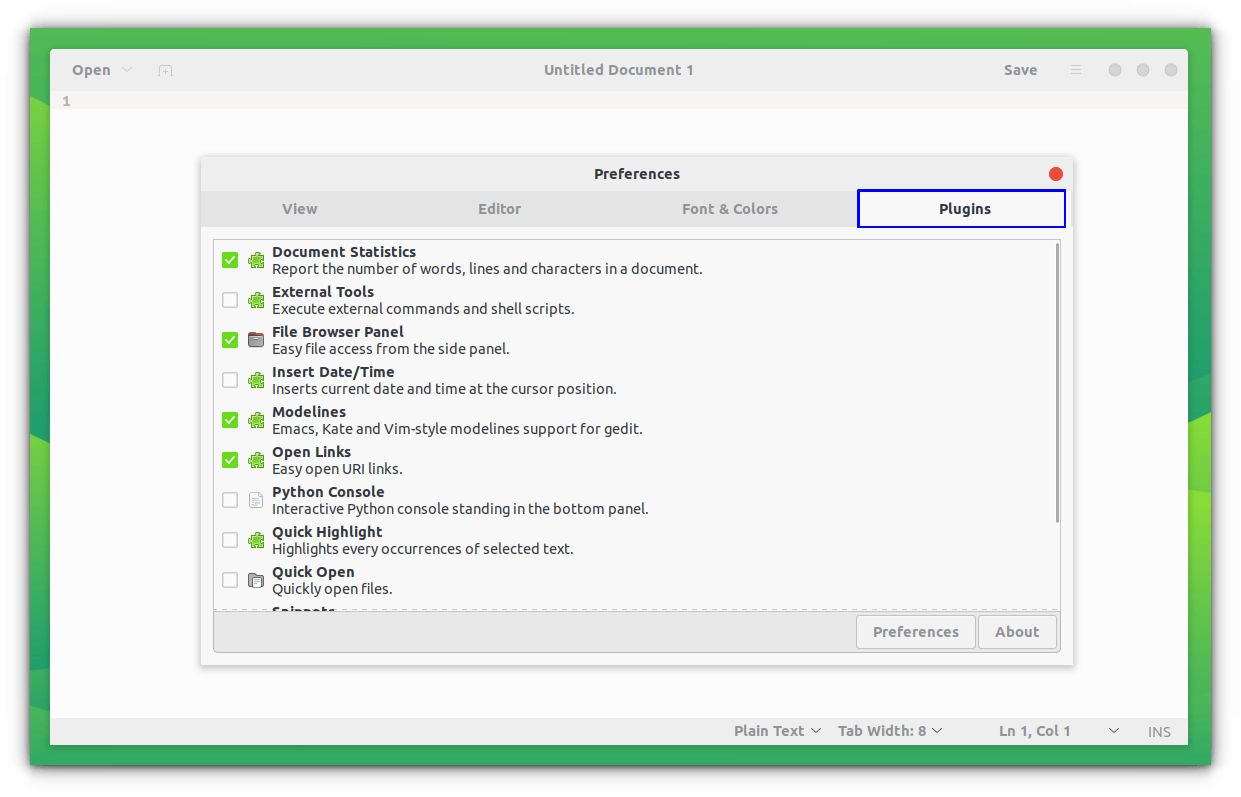 Open Untitled Document 1 Save
1
Preferences
View Editor Font & Colors Plugins
Document Statistics
Report the number of words, lines and characters in a document.
External Tools
Execute external commands and shell scripts.
File Browser Panel
Easy file access from the side panel.
Insert Date/Time
Inserts current date and time at the cursor position.
Modelines
Emacs, Kate and Vim-style modelines support for gedit.
Open Links
Easy open URI links.
Python Console
Interactive Python console standing in the bottom panel.
Quick Highlight
Highlights every occurrences of selected text.
Quick Open
Quickly open files.
Snippets
Preferences About
Plain Text Tab Width: 8 Ln 1, Col 1 INS